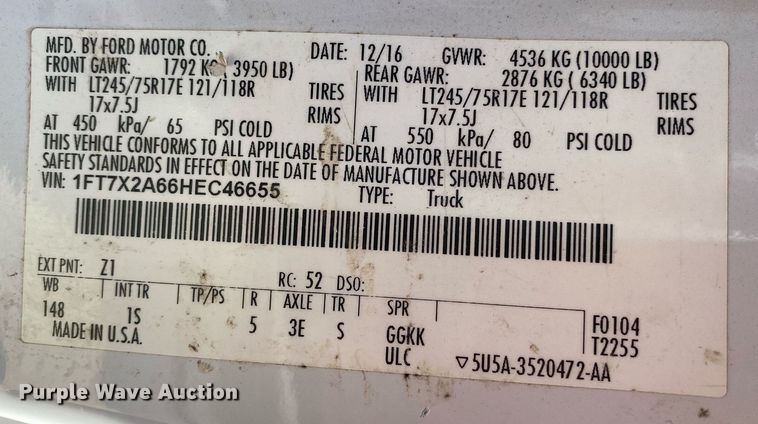 MFD. BY FORD MOTOR CO. DATE: 12/16 GVWR: 4536 KG (10000 LB)
FRONT GAWR: 1792 KG ( 3950 LB) REAR GAWR: 2876 KG ( 6340 LB)
WITH LT245/75R17E 121/118R TIRES WITH LT245/75R17E 121/118R TIRES
17x7.5J RIMS 17x7.5J RIMS
AT 450 kPa/ 65 PSI COLD AT 550 kPa/ 80 PSI COLD
THIS VEHICLE CONFORMS TO ALL APPLICABLE FEDERAL MOTOR VEHICLE
SAFETY STANDARDS IN EFFECT ON THE DATE OF MANUFACTURE SHOWN ABOVE.
VIN: 1FT7X2A66HEC46655 TYPE: Truck
EXT PNT: Z1 RC: 52 DSO:
WB INT TR TP/PS R AXLE TR SPR
148 1S 5 3E S GGKK F0104
MADE IN U.S.A. ULC T2255
▽5U5A-3520472-AA
Purple Wave Auction